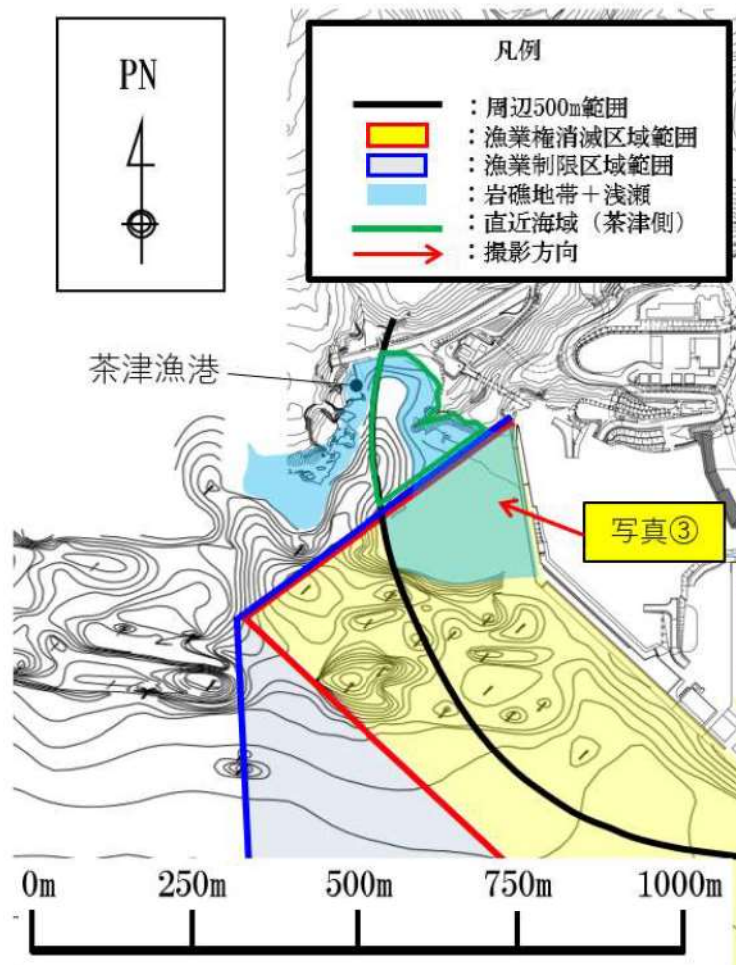 PN
凡例
：周辺500m範囲
：漁業権消滅区域範囲
：漁業制限区域範囲
：岩礁地帯＋浅瀬
：直近海域（茶津側）
：撮影方向
茶津漁港
写真③
0m 250m 500m 750m 1000m